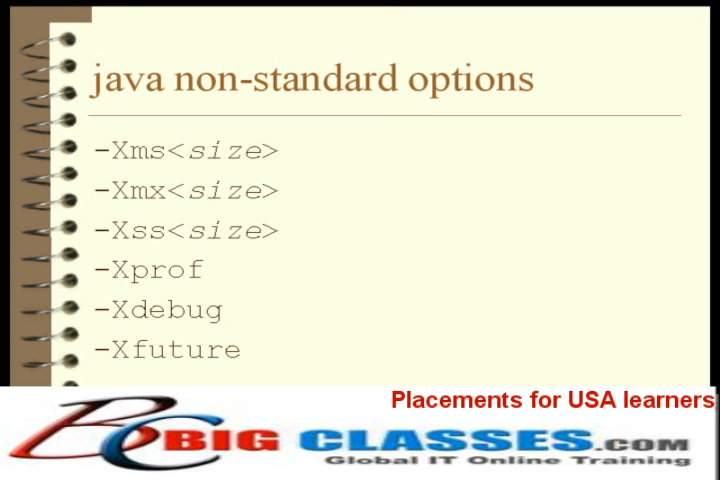 java non-standard options
-Xms<size>
-Xmx<size>
-Xss<size>
-Xprof
-Xdebug
-Xfuture
Placements for USA learners
BC BIG CLASSES.COM
Global IT Online Training